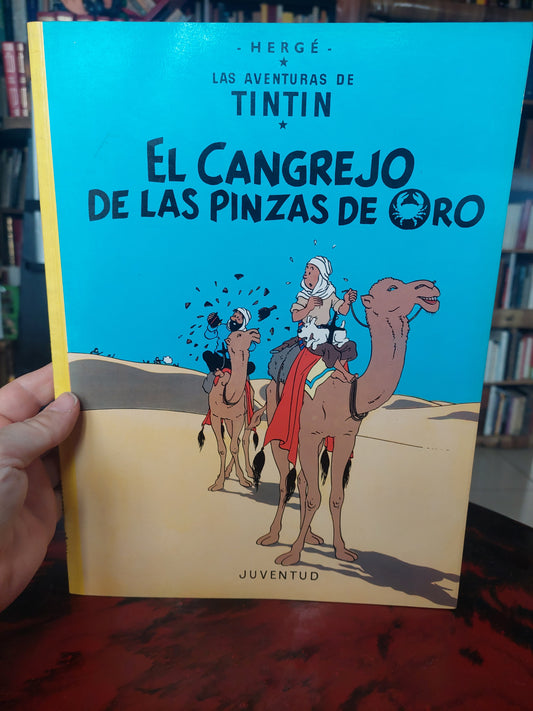 - HERGÉ -
LAS AVENTURAS DE
TINTIN
EL CANGREJO
DE LAS PINZAS DE ORO
JUVENTUD